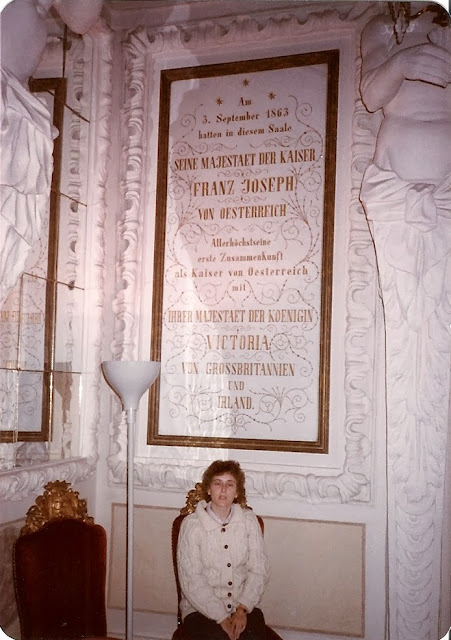 Am
3. September 1863
hatten in diesem Saale
SEINE MAJESTAET DER KAISER
FRANZ JOSEPH
VON OESTERREICH
Allerhöchstseine
erste Zusammenkunft
als Kaiser von Oesterreich
mit
IHRER MAJESTAET DER KOENIGIN
VICTORIA
VON GROSSBRITANNIEN
UND
IRLAND.